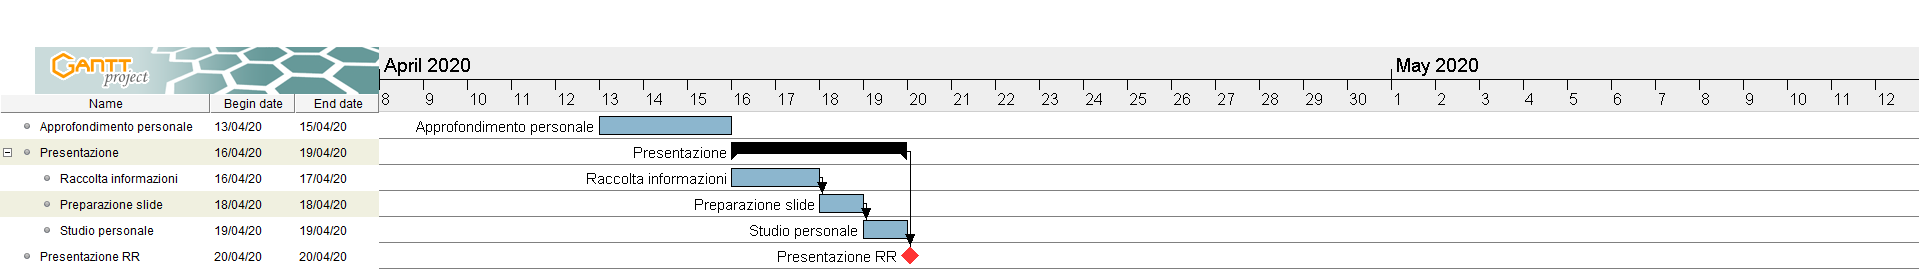 GANTT
project
April 2020
May 2020
Name Begin date End date
8 9 10 11 12 13 14 15 16 17 18 19 20 21 22 23 24 25 26 27 28 29 30 1 2 3 4 5 6 7 8 9 10 11 12
Approfondimento personale 13/04/20 15/04/20 Approfondimento personale
Presentazione 16/04/20 19/04/20 Presentazione
Raccolta informazioni 16/04/20 17/04/20 Raccolta informazioni
Preparazione slide 18/04/20 18/04/20 Preparazione slide
Studio personale 19/04/20 19/04/20 Studio personale
Presentazione RR 20/04/20 20/04/20 Presentazione RR